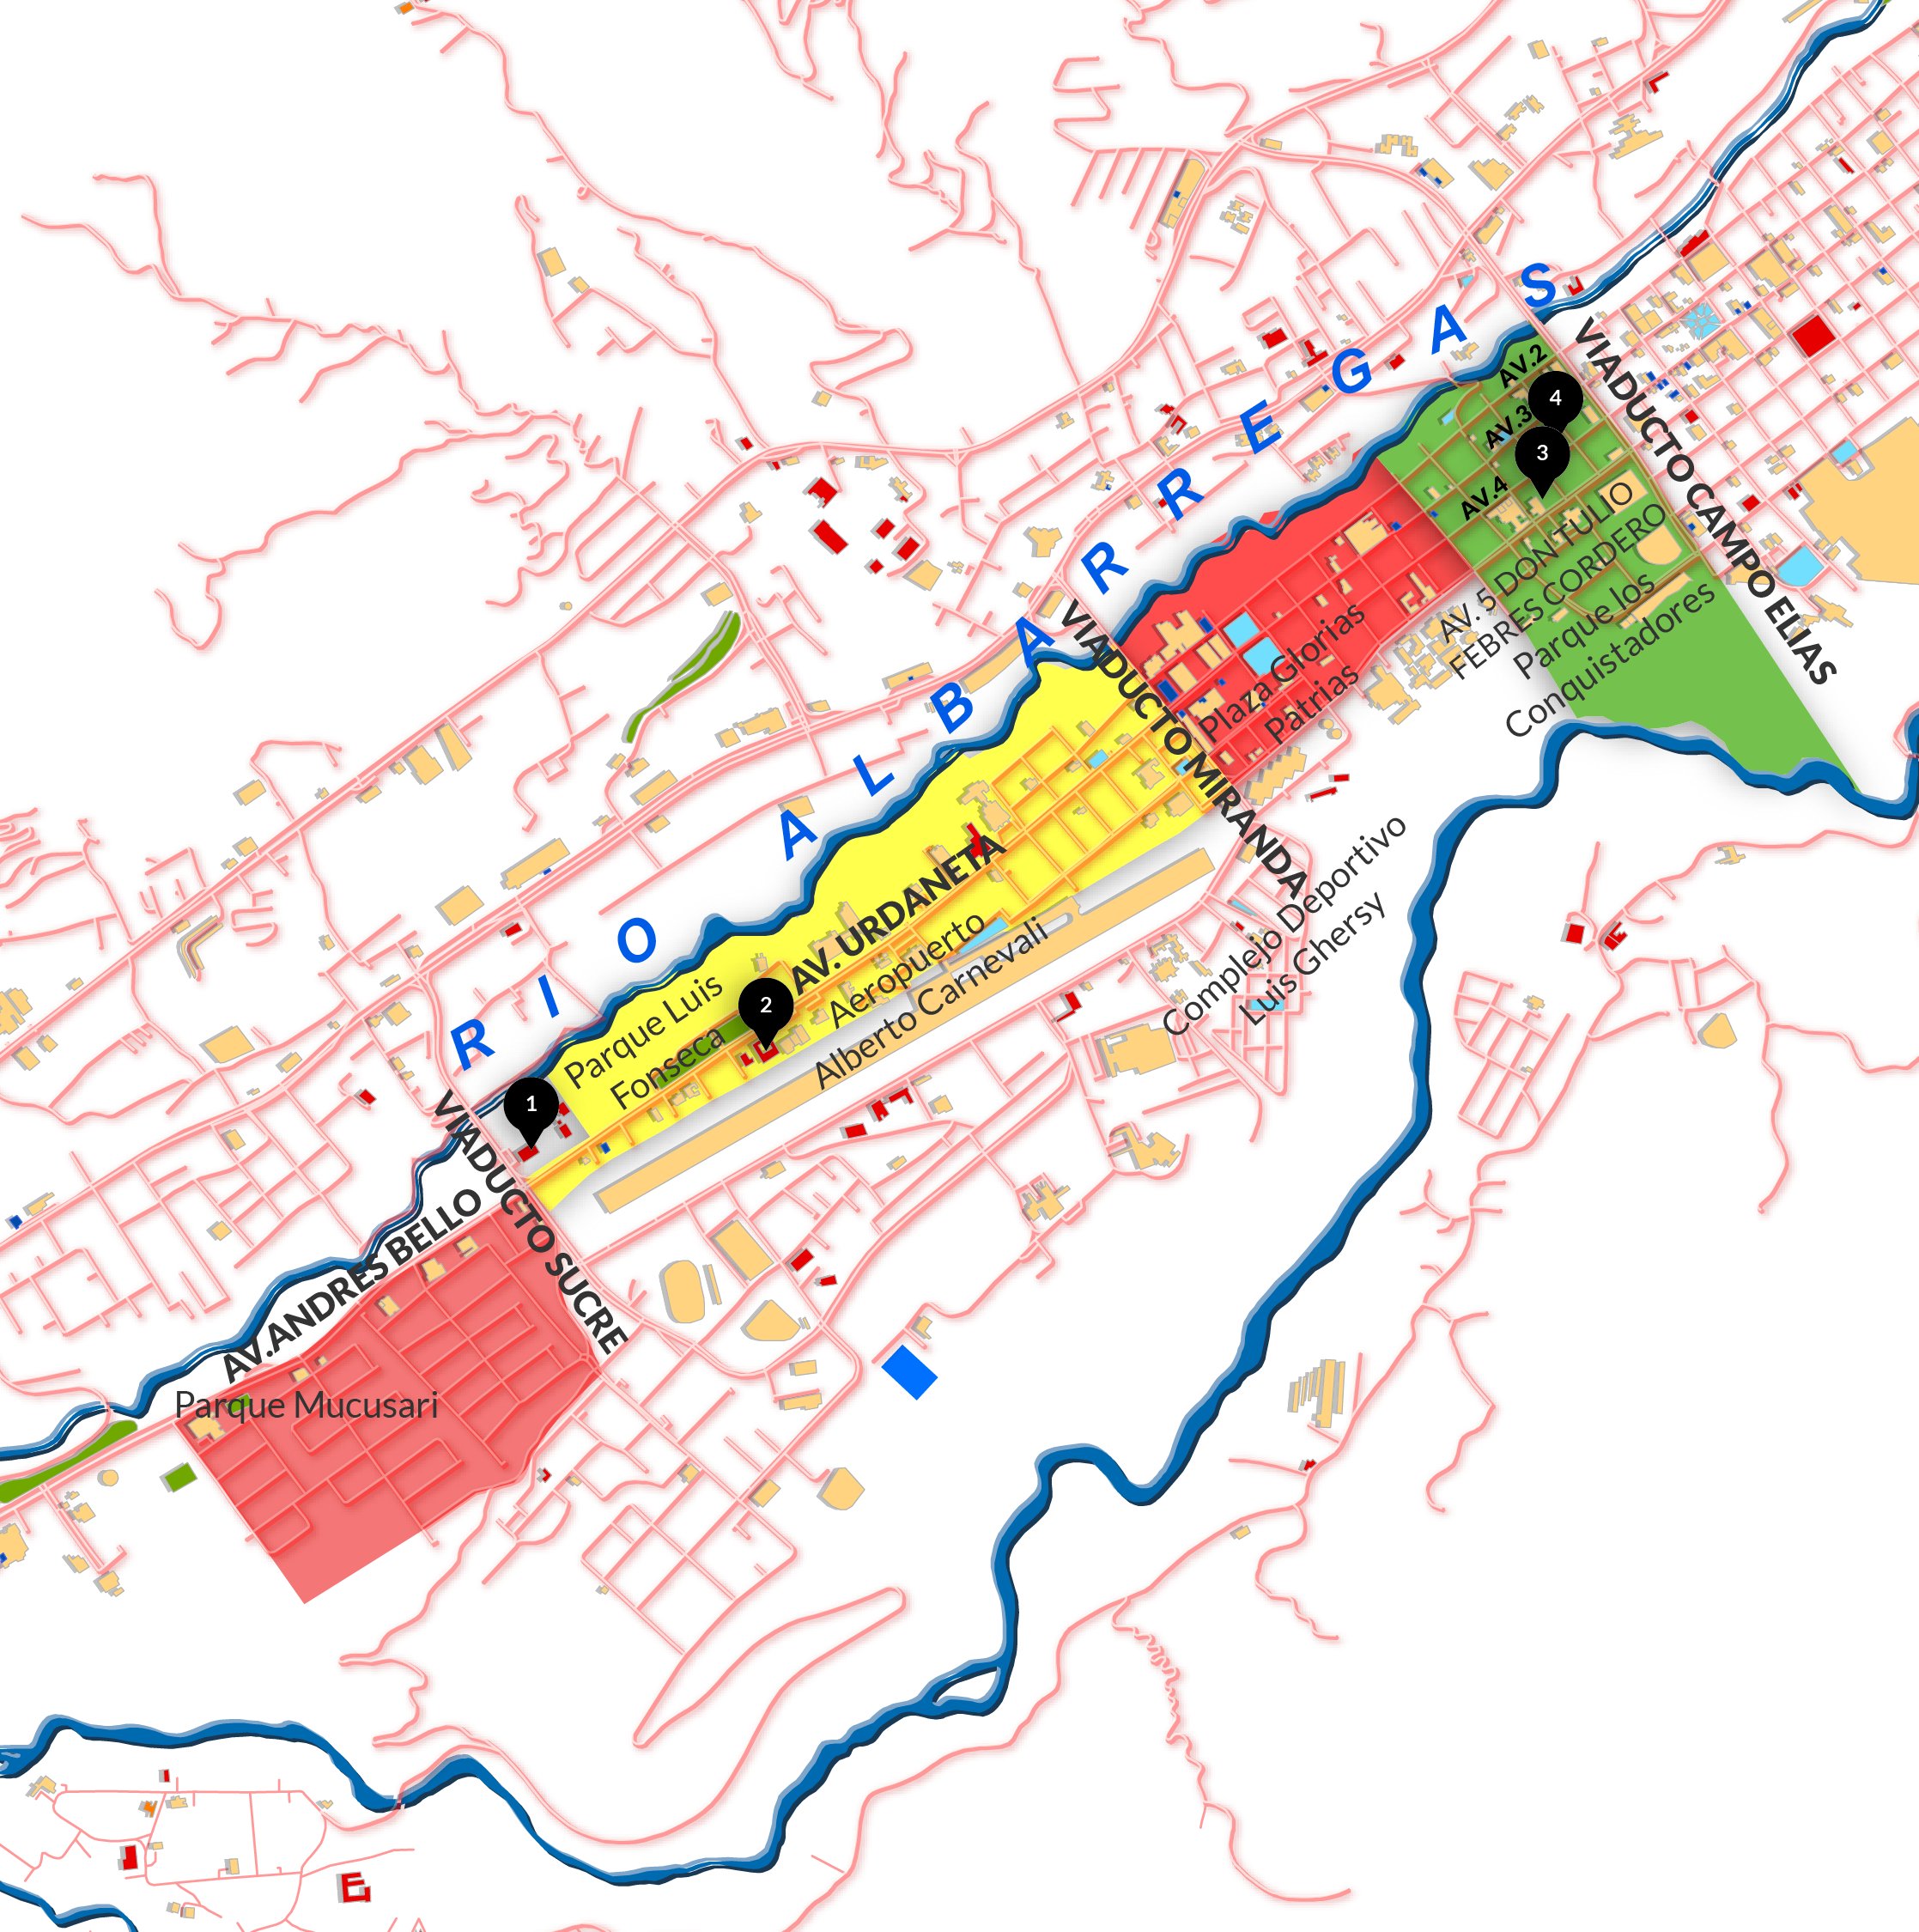 R I O A L B A R R E G A S
VIADUCTO CAMPO ELIAS
AV.2
4
AV.3
3
AV.4
AV. 5 DON TULIO
FEBRES CORDERO
Parque los
Conquistadores
VIADUCTO MIRANDA
Plaza Glorias
Patrias
Complejo Deportivo
Luis Ghersy
AV. URDANETA
Aeropuerto
Alberto Carnevali
Parque Luis
Fonseca
2
1
VIADUCTO SUCRE
AV.ANDRES BELLO
Parque Mucusari